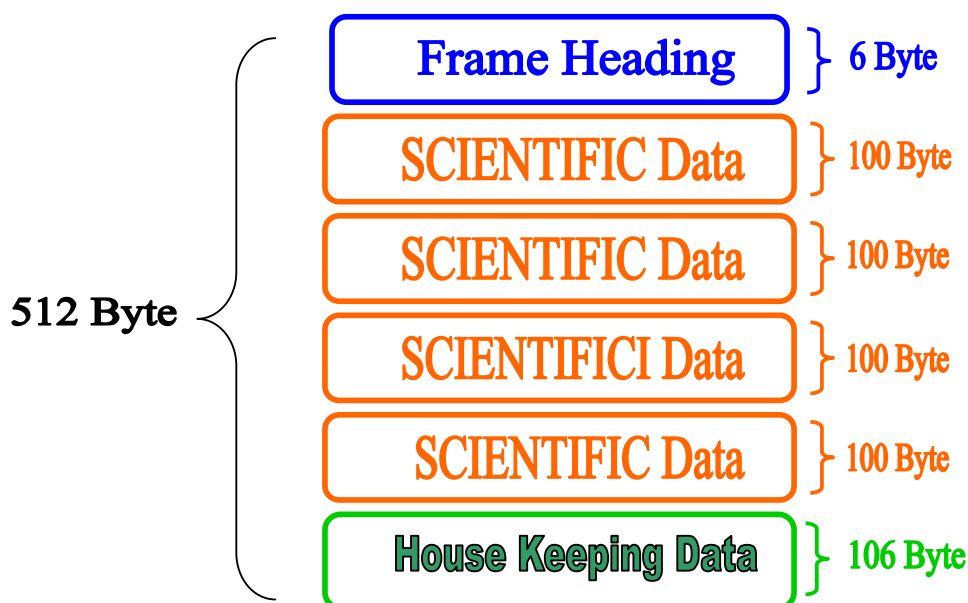 Frame Heading 6 Byte
SCIENTIFIC Data 100 Byte
SCIENTIFIC Data 100 Byte
512 Byte
SCIENTIFICI Data 100 Byte
SCIENTIFIC Data 100 Byte
House Keeping Data 106 Byte